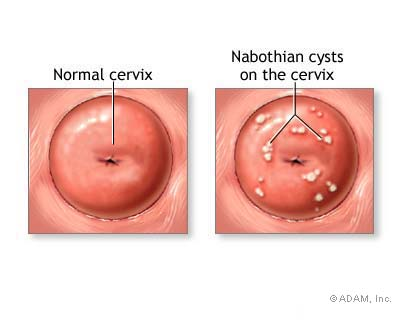 Normal cervix
Nabothian cysts
on the cervix
©ADAM, Inc.